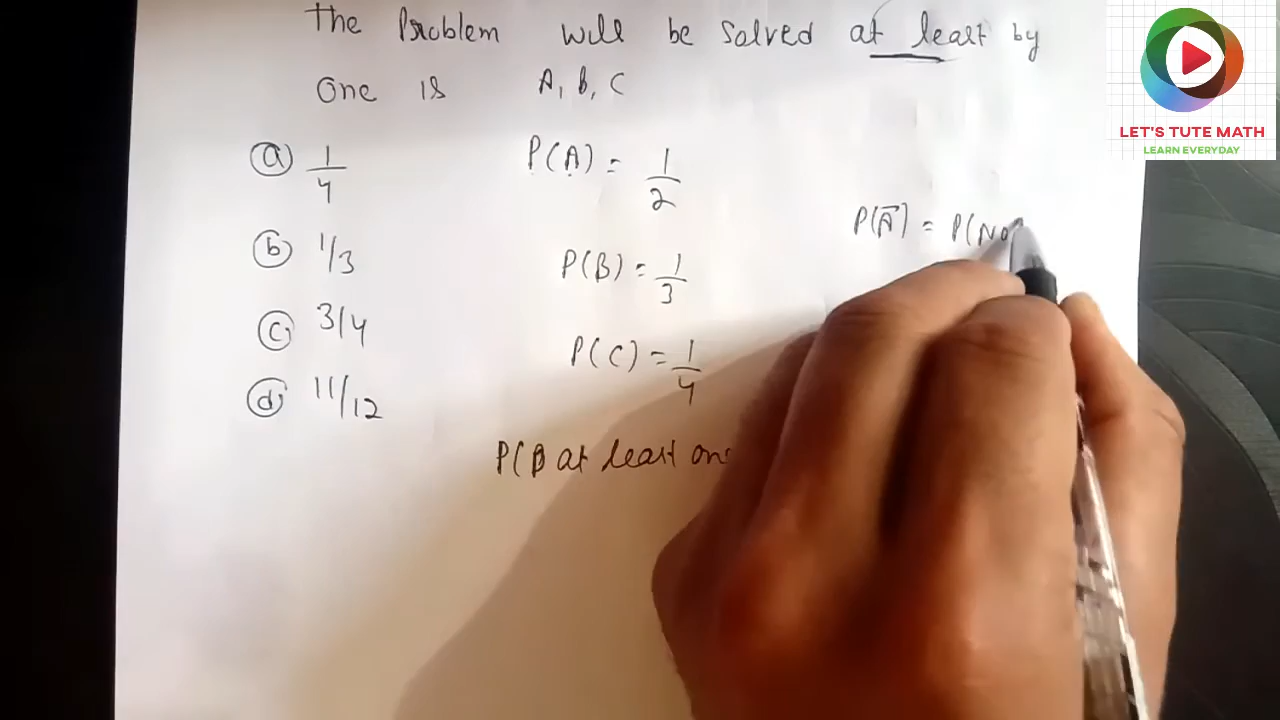 The Problem will be solved at least by
one is A, B, C
(a) 1/4 P(A) = 1/2
P(Ā) = P(No
(b) 1/3 P(B) = 1/3
(c) 3/4 P(C) = 1/4
(d) 11/12
P( at least one
LET'S TUTE MATH
LEARN EVERYDAY